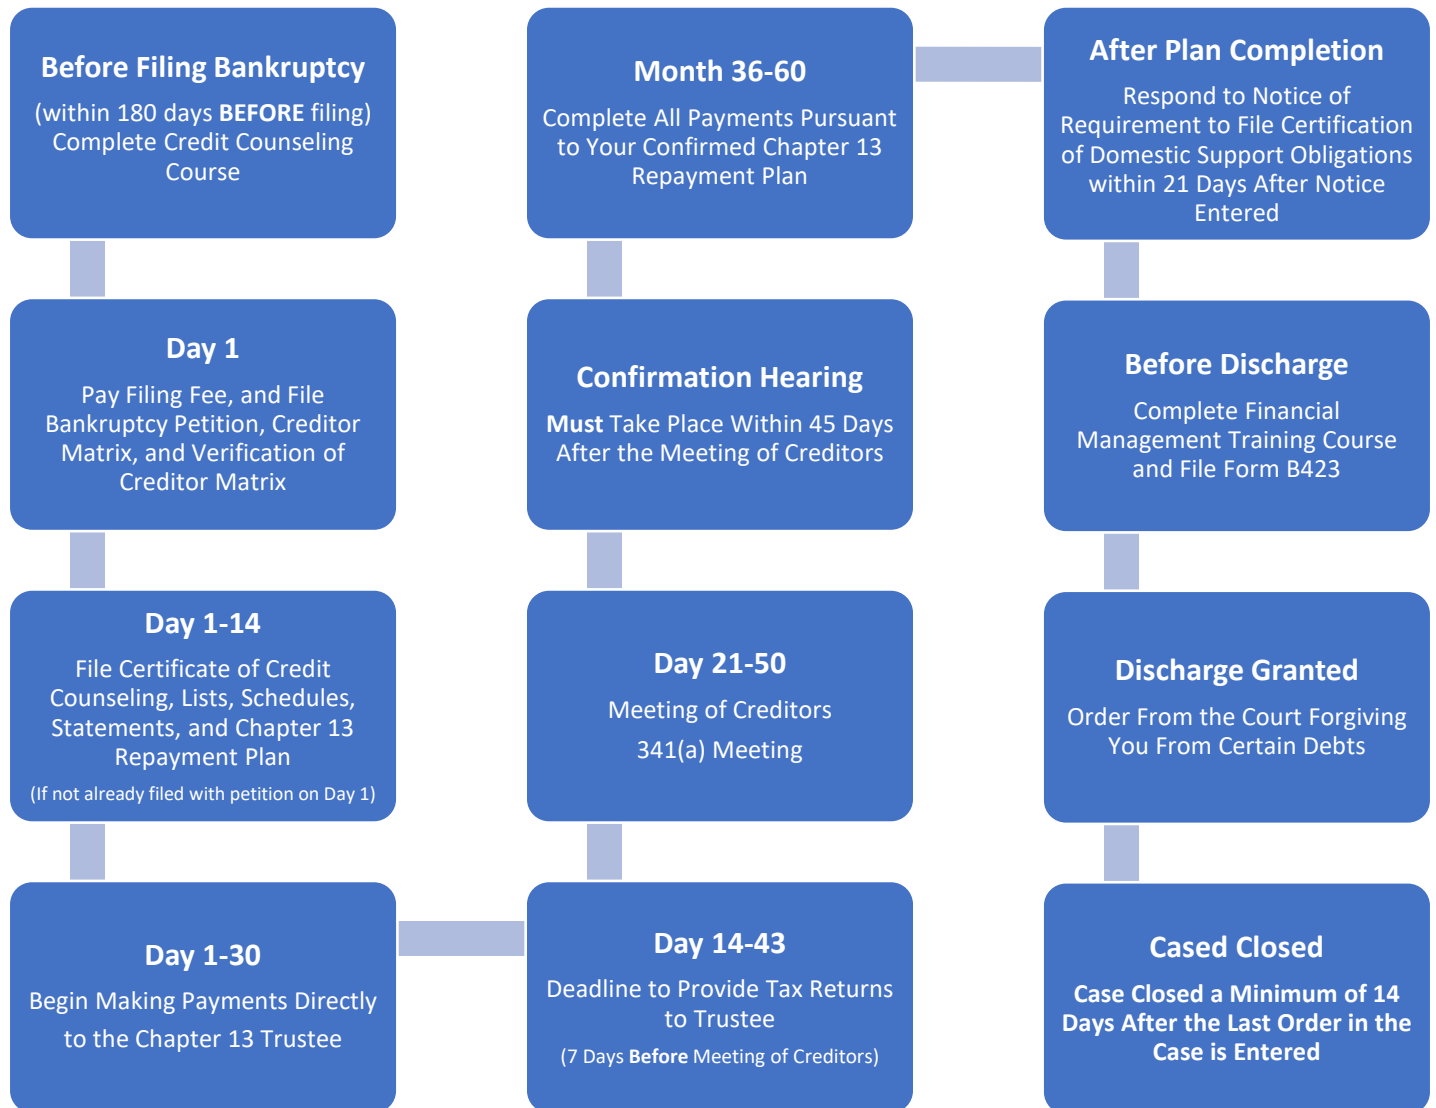 Before Filing Bankruptcy
(within 180 days BEFORE filing)
Complete Credit Counseling
Course
Day 1
Pay Filing Fee, and File
Bankruptcy Petition, Creditor
Matrix, and Verification of
Creditor Matrix
Day 1-14
File Certificate of Credit
Counseling, Lists, Schedules,
Statements, and Chapter 13
Repayment Plan
(If not already filed with petition on Day 1)
Day 1-30
Begin Making Payments Directly
to the Chapter 13 Trustee
Day 14-43
Deadline to Provide Tax Returns
to Trustee
(7 Days Before Meeting of Creditors)
Day 21-50
Meeting of Creditors
341(a) Meeting
Confirmation Hearing
Must Take Place Within 45 Days
After the Meeting of Creditors
Month 36-60
Complete All Payments Pursuant
to Your Confirmed Chapter 13
Repayment Plan
After Plan Completion
Respond to Notice of
Requirement to File Certification
of Domestic Support Obligations
within 21 Days After Notice
Entered
Before Discharge
Complete Financial
Management Training Course
and File Form B423
Discharge Granted
Order From the Court Forgiving
You From Certain Debts
Cased Closed
Case Closed a Minimum of 14
Days After the Last Order in the
Case is Entered